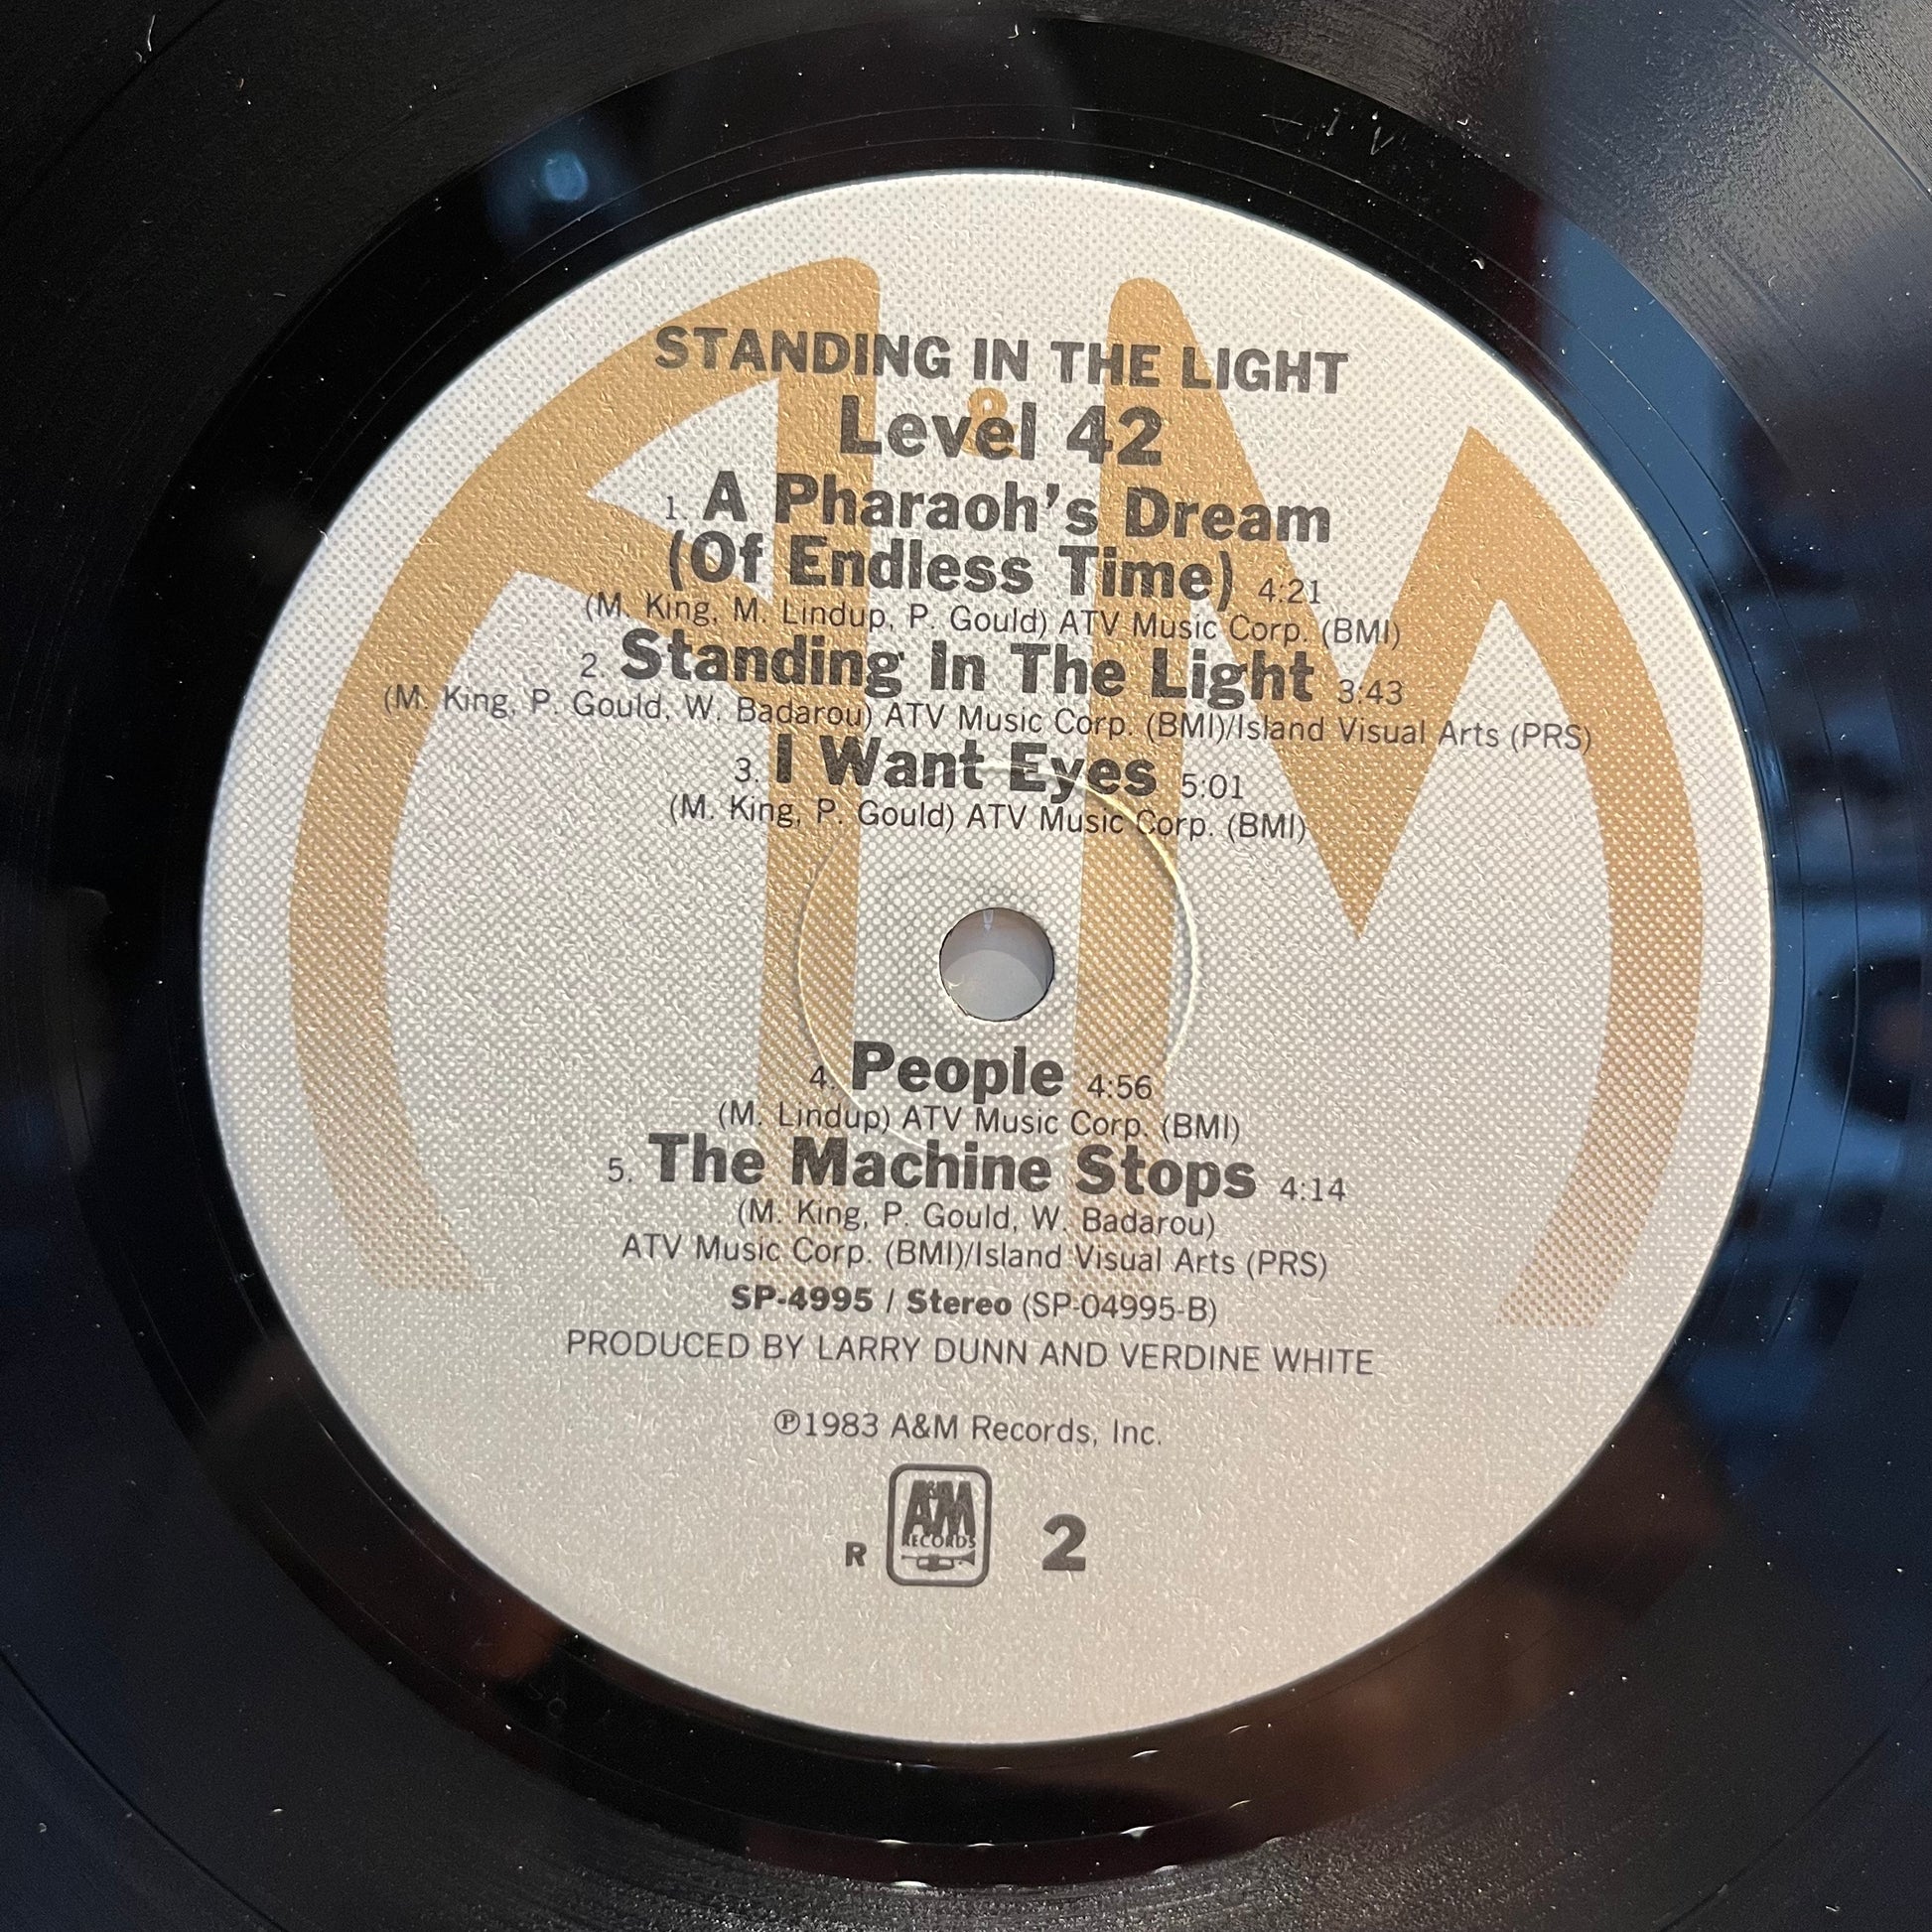 STANDING IN THE LIGHT
Level 42
1. A Pharaoh's Dream
(Of Endless Time) 4:21
(M. King, M. Lindup, P. Gould) ATV Music Corp. (BMI)
2. Standing In The Light 3:43
(M. King, P. Gould, W. Badarou) ATV Music Corp. (BMI)/Island Visual Arts (PRS)
3. I Want Eyes 5:01
(M. King, P. Gould) ATV Music Corp. (BMI)
4. People 4:56
(M. Lindup) ATV Music Corp. (BMI)
5. The Machine Stops 4:14
(M. King, P. Gould, W. Badarou)
ATV Music Corp. (BMI)/Island Visual Arts (PRS)
SP-4995 / Stereo (SP-04995-B)
PRODUCED BY LARRY DUNN AND VERDINE WHITE
℗1983 A&M Records, Inc.
R A&M RECORDS 2
A&M